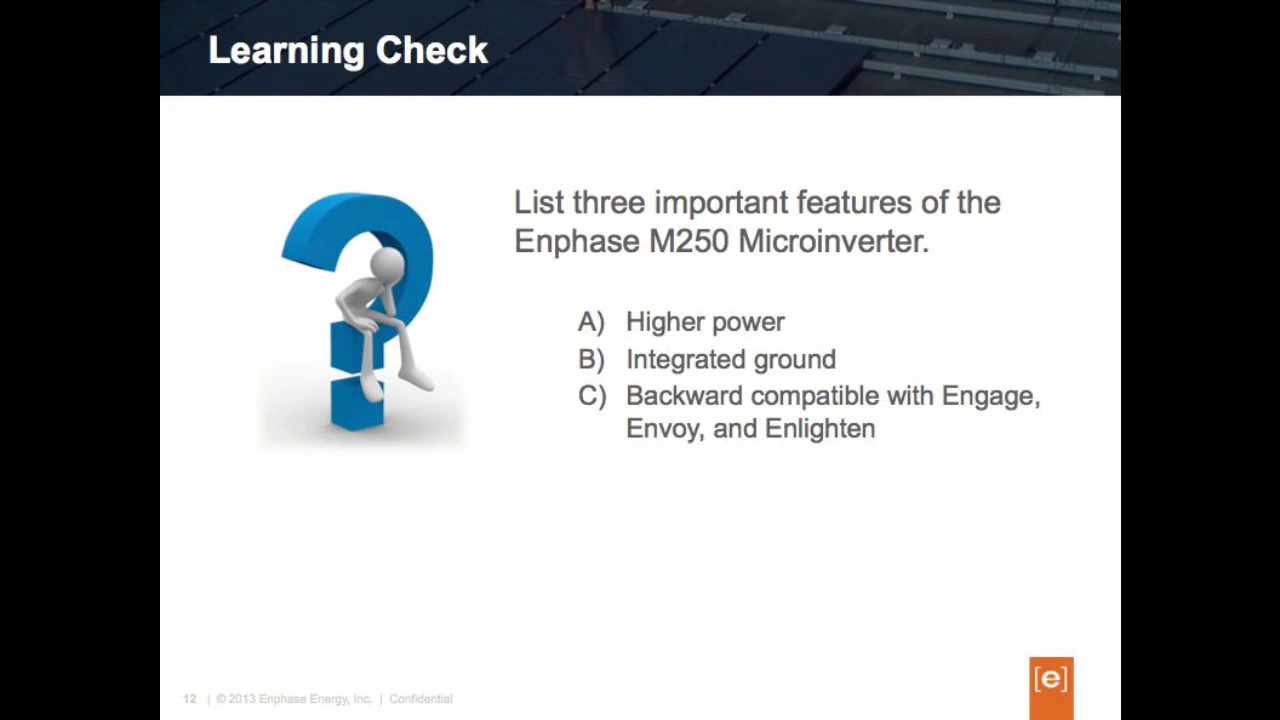 Learning Check
List three important features of the
Enphase M250 Microinverter.
A) Higher power
B) Integrated ground
C) Backward compatible with Engage,
Envoy, and Enlighten
12 | © 2013 Enphase Energy, Inc. | Confidential
[e]